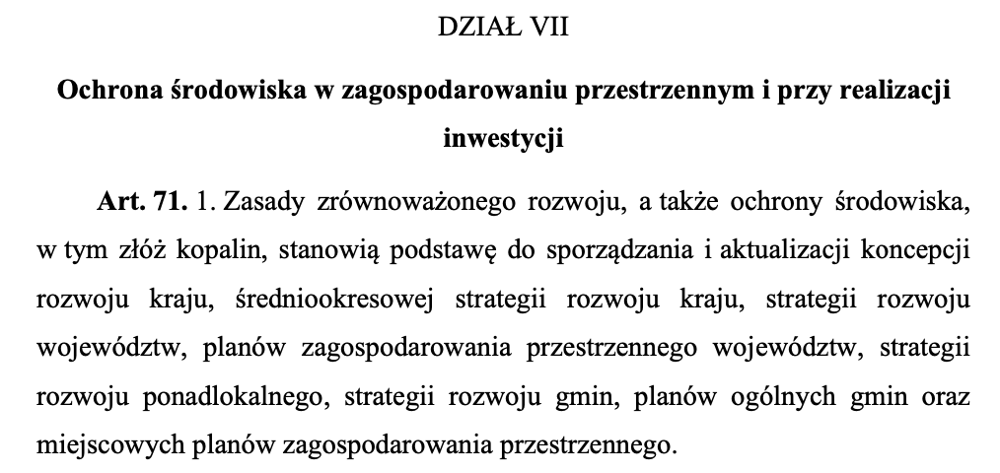 DZIAŁ VII
Ochrona środowiska w zagospodarowaniu przestrzennym i przy realizacji
inwestycji
Art. 71. 1. Zasady zrównoważonego rozwoju, a także ochrony środowiska,
w tym złóż kopalin, stanowią podstawę do sporządzania i aktualizacji koncepcji
rozwoju kraju, średniookresowej strategii rozwoju kraju, strategii rozwoju
województw, planów zagospodarowania przestrzennego województw, strategii
rozwoju ponadlokalnego, strategii rozwoju gmin, planów ogólnych gmin oraz
miejscowych planów zagospodarowania przestrzennego.